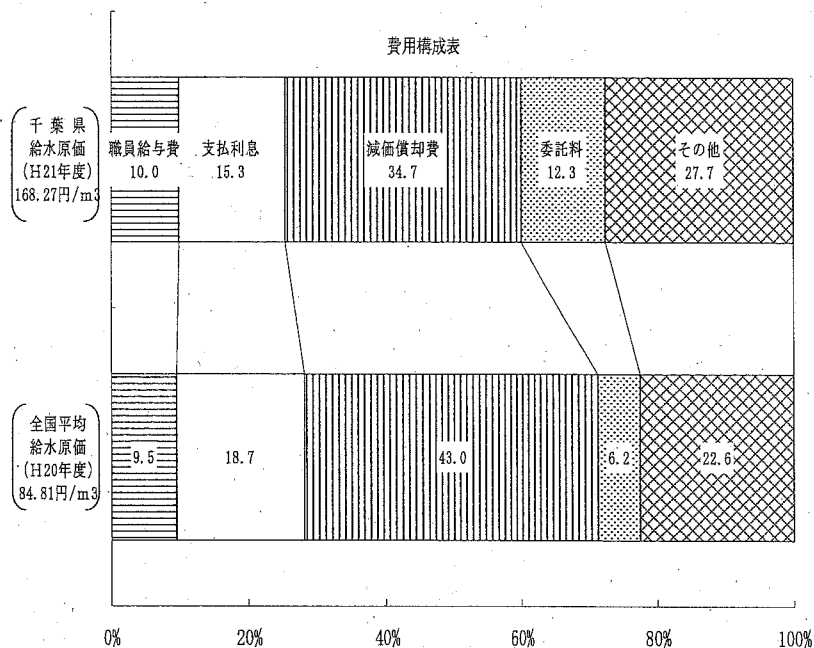 費用構成表
千葉県
給水原価
(H21年度)
168.27円/m3
職員給与費
10.0
支払利息
15.3
減価償却費
34.7
委託料
12.3
その他
27.7
全国平均
給水原価
(H20年度)
84.81円/m3
9.5
18.7
43.0
6.2
22.6
0%
20%
40%
60%
80%
100%